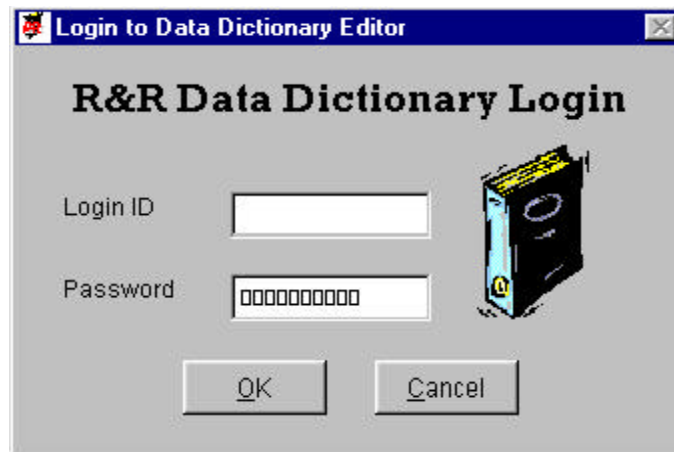 Login to Data Dictionary Editor
R&R Data Dictionary Login
Login ID
Password
▯▯▯▯▯▯▯▯▯▯
OK
Cancel